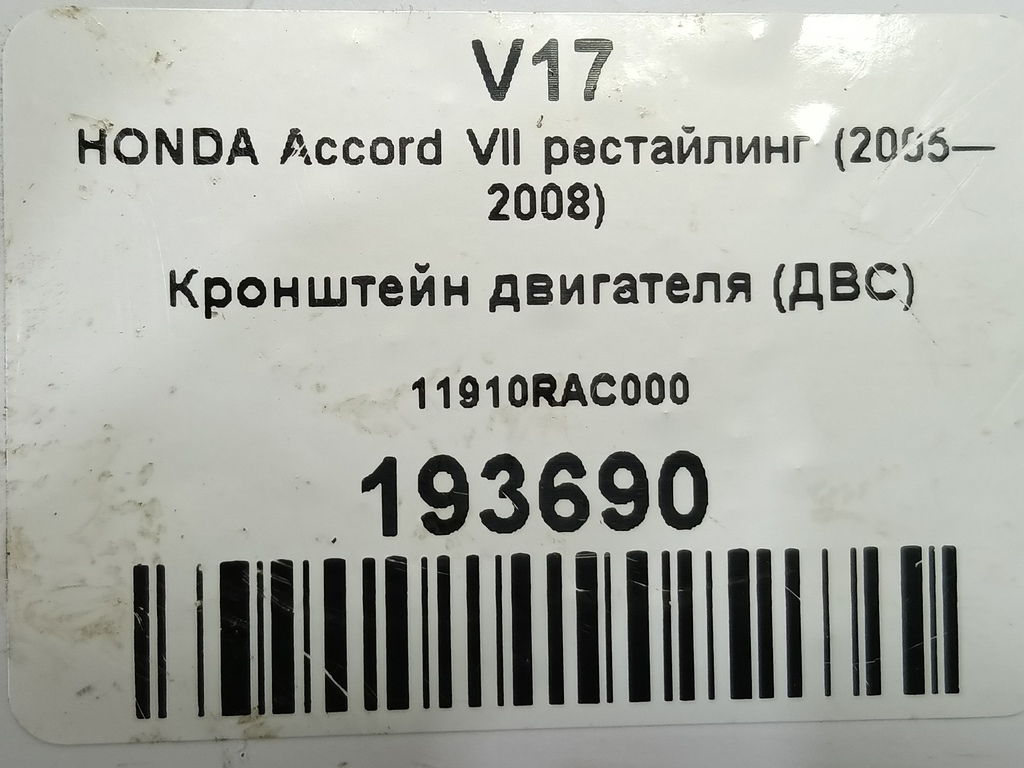 V17
HONDA Accord VII рестайлинг (2005—
2008)
Кронштейн двигателя (ДВС)
11910RAC000
193690